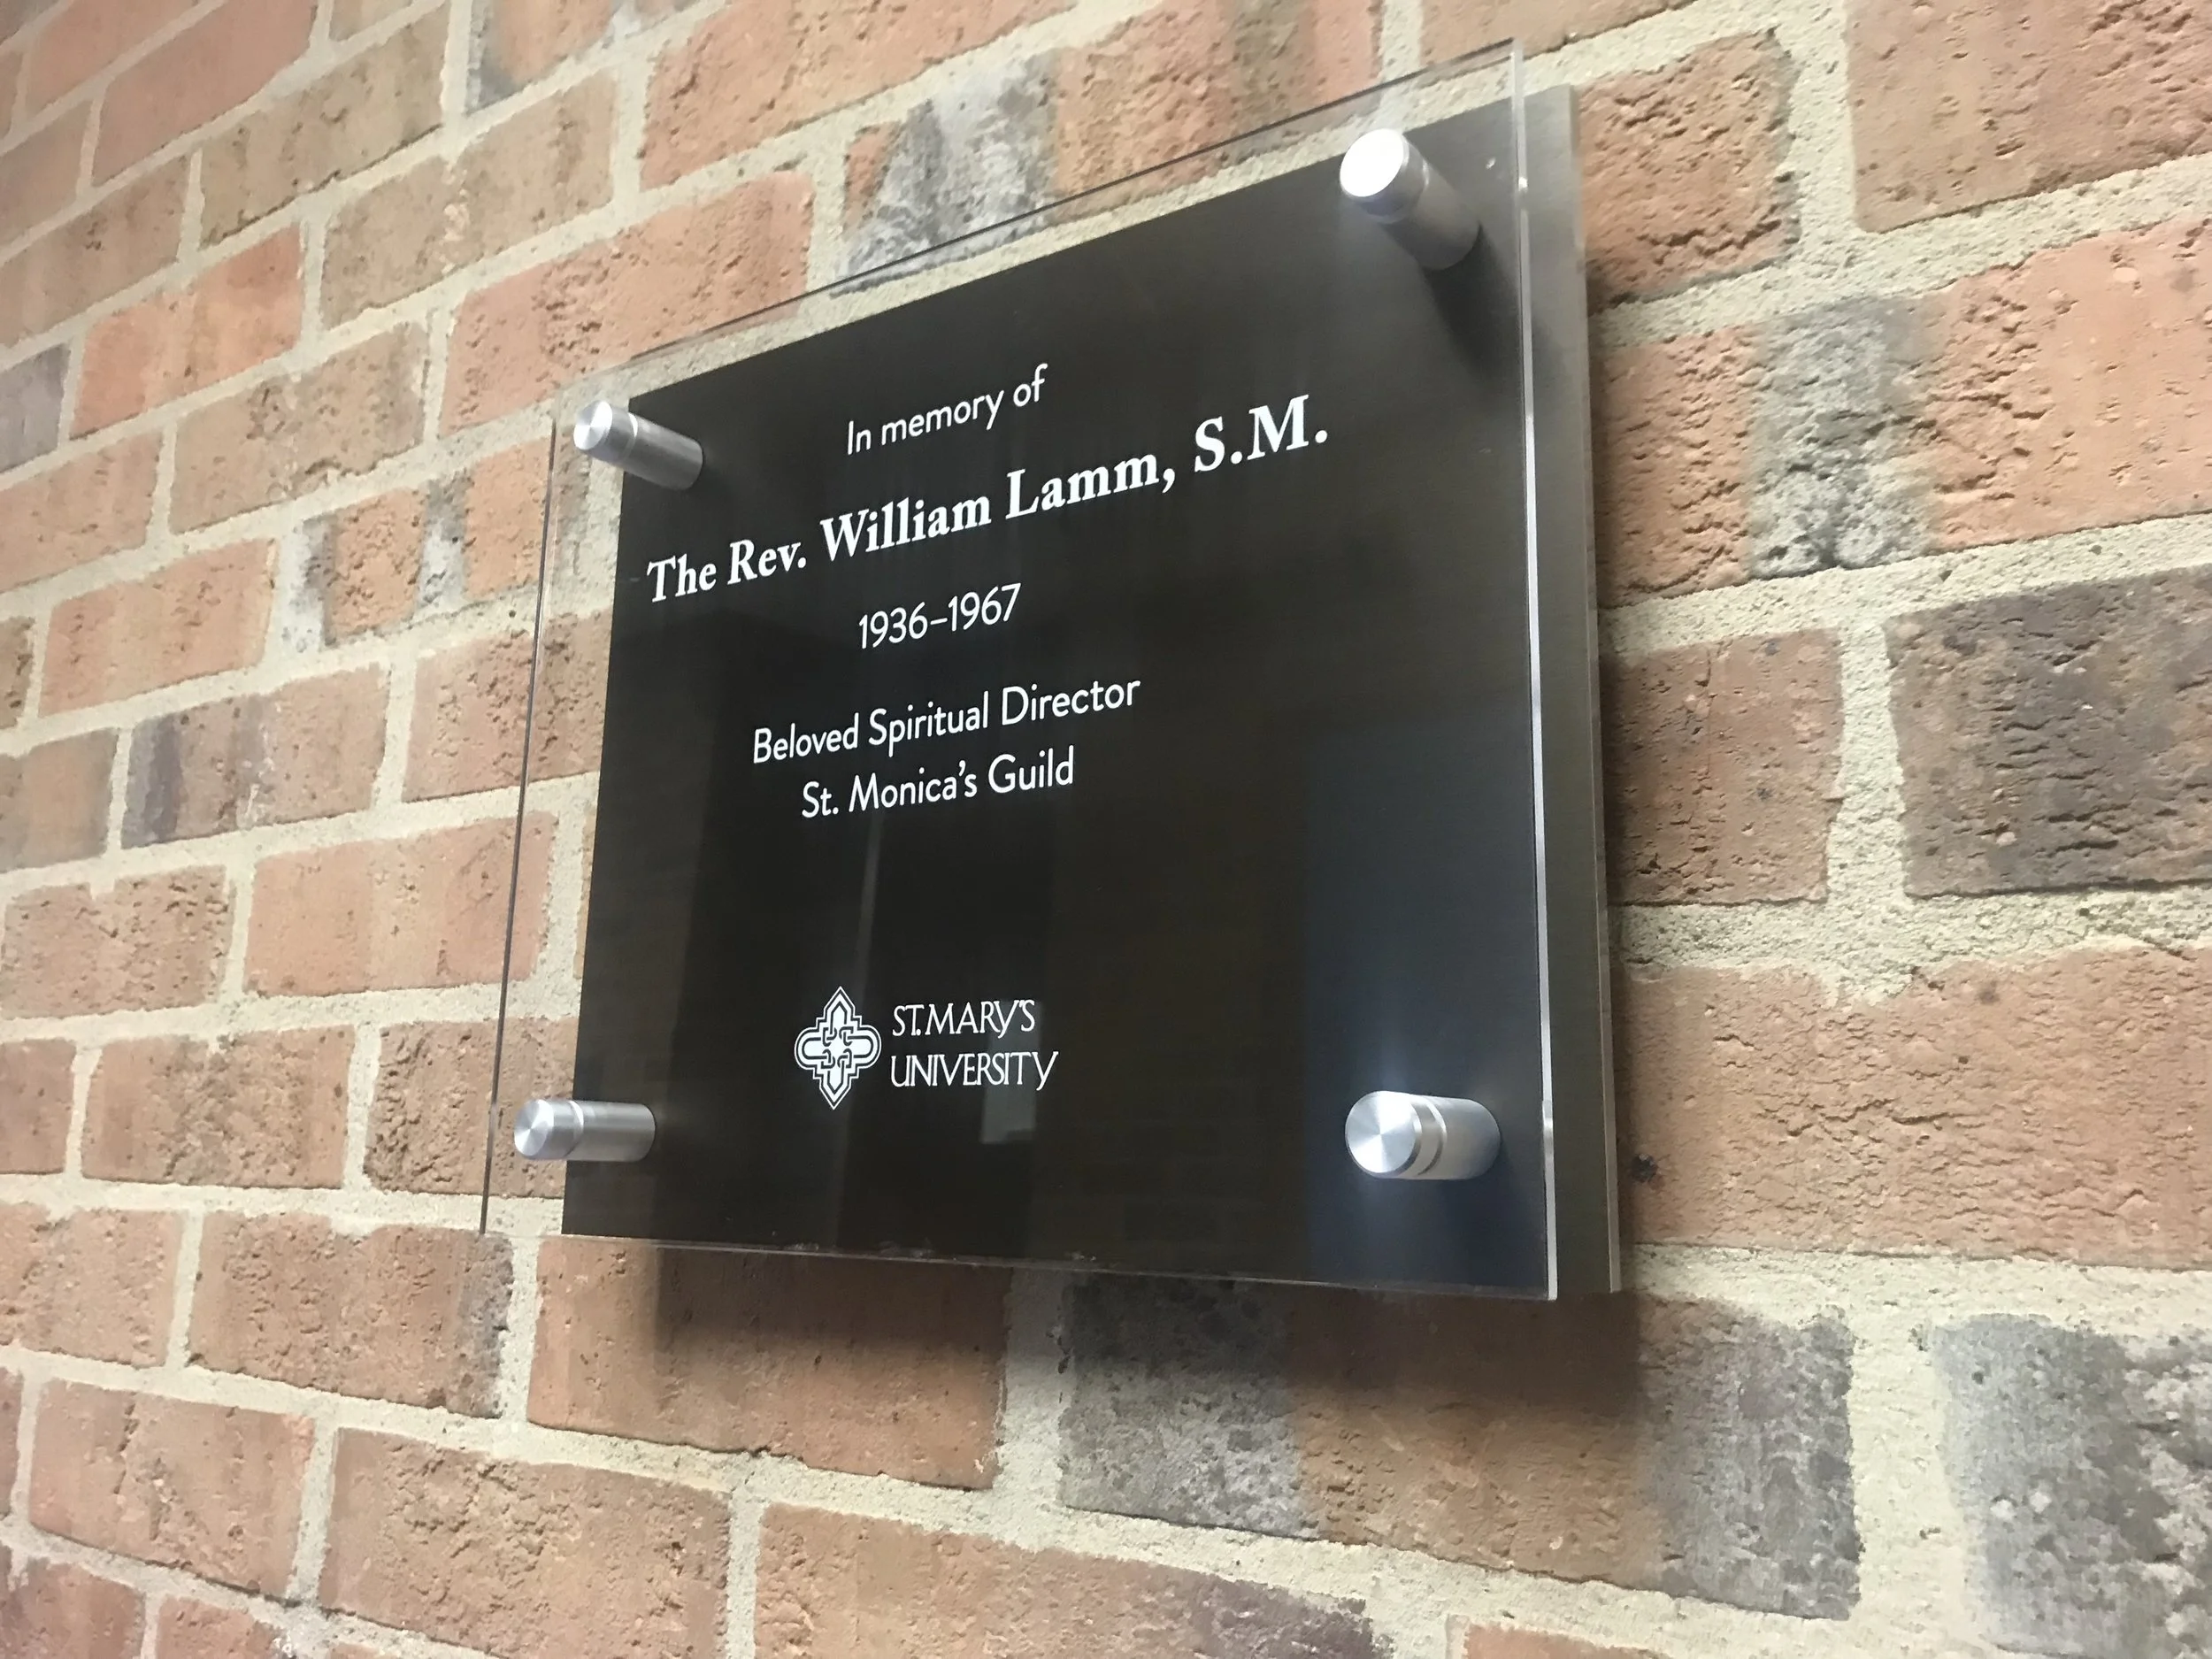 In memory of
The Rev. William Lamm, S.M.
1936–1967
Beloved Spiritual Director
St. Monica's Guild
ST. MARY'S
UNIVERSITY